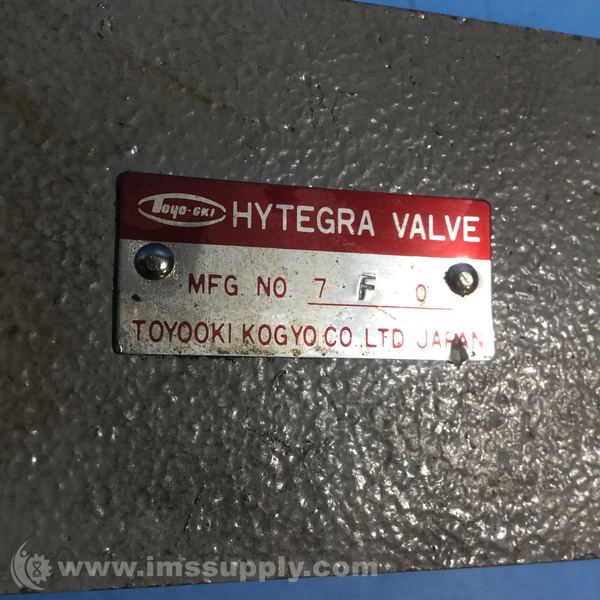 Toyo-oki HYTEGRA VALVE
MFG NO 7 F 0
TOYOOKI KOGYO CO.,LTD JAPAN
www.imssupply.com